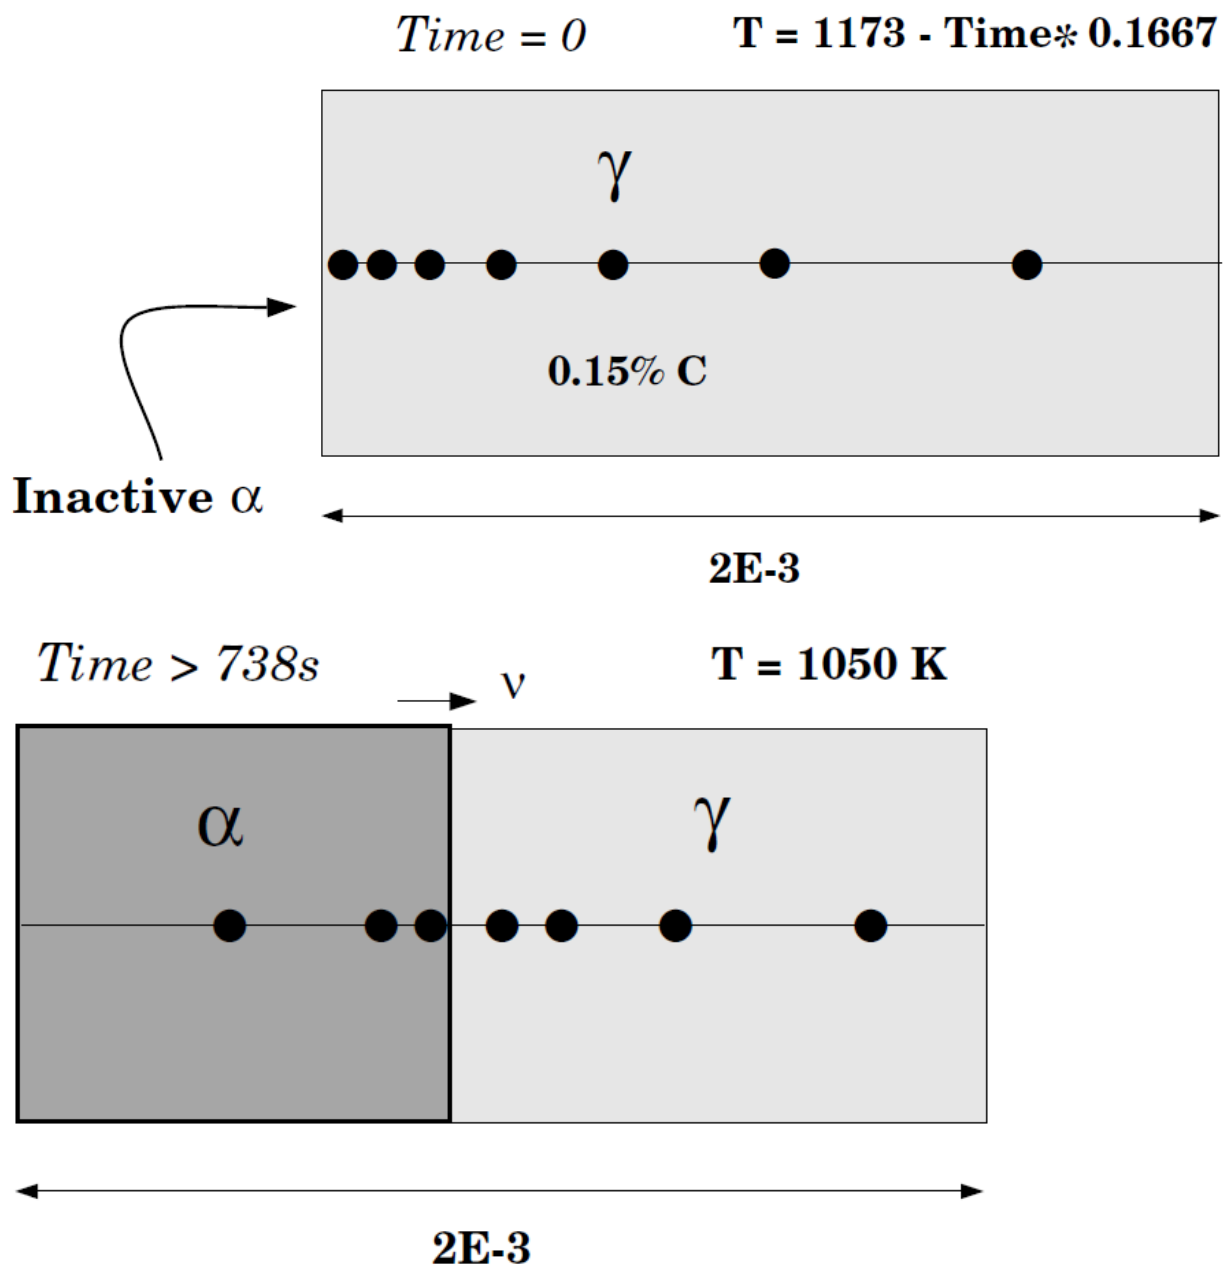 Time = 0 T = 1173 - Time* 0.1667
γ
0.15% C
Inactive α
2E-3
Time > 738s ν T = 1050 K
α γ
2E-3